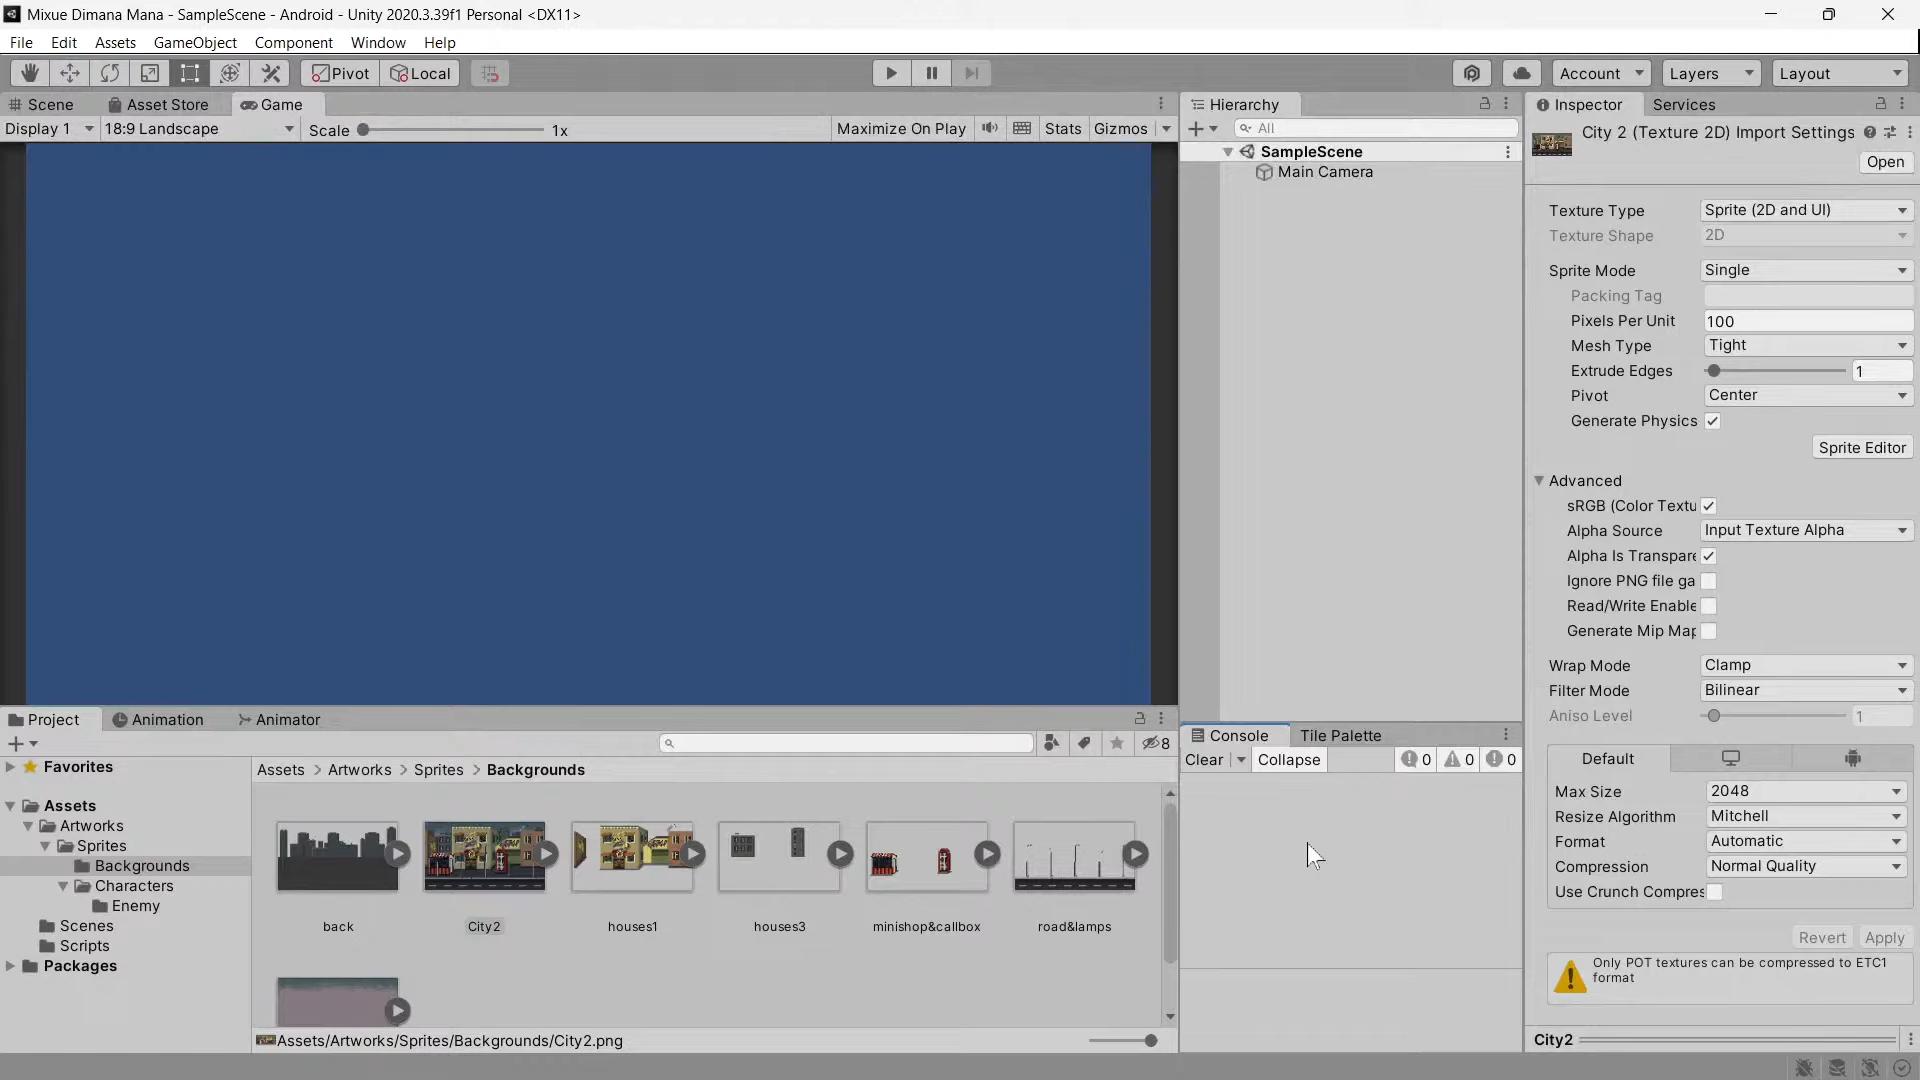 Mixue Dimana Mana - SampleScene - Android - Unity 2020.3.39f1 Personal <DX11>
File Edit Assets GameObject Component Window Help
Pivot Local Account Layers Layout
Scene Asset Store Game
Display 1 18:9 Landscape Scale 1x Maximize On Play Stats Gizmos
Hierarchy
All
SampleScene
Main Camera
Inspector Services
City 2 (Texture 2D) Import Settings
Open
Texture Type Sprite (2D and UI)
Texture Shape 2D
Sprite Mode Single
Packing Tag
Pixels Per Unit 100
Mesh Type Tight
Extrude Edges 1
Pivot Center
Generate Physics
Sprite Editor
Advanced
sRGB (Color Textu
Alpha Source Input Texture Alpha
Alpha Is Transpare
Ignore PNG file ga
Read/Write Enable
Generate Mip Map
Wrap Mode Clamp
Filter Mode Bilinear
Aniso Level 1
Default
Max Size 2048
Resize Algorithm Mitchell
Format Automatic
Compression Normal Quality
Use Crunch Compres
Revert Apply
Only POT textures can be compressed to ETC1
format
City2
Project Animation Animator
8
Favorites
Assets
Artworks
Sprites
Backgrounds
Characters
Enemy
Scenes
Scripts
Packages
Assets > Artworks > Sprites > Backgrounds
back City2 houses1 houses3 minishop&callbox road&lamps
Assets/Artworks/Sprites/Backgrounds/City2.png
Console Tile Palette
Clear Collapse 0 0 0